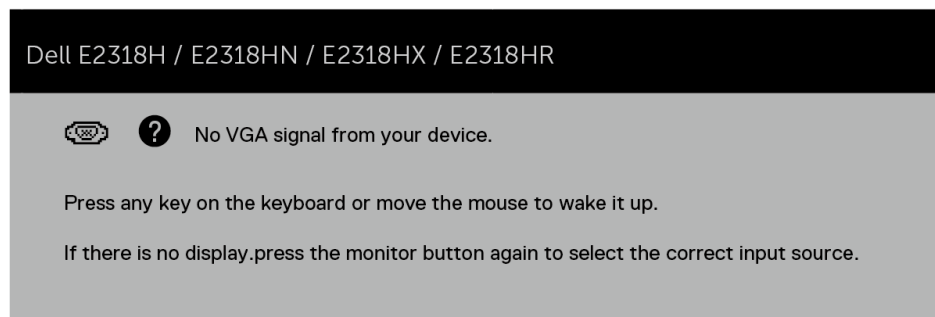 Dell E2318H / E2318HN / E2318HX / E2318HR
No VGA signal from your device.
Press any key on the keyboard or move the mouse to wake it up.
If there is no display.press the monitor button again to select the correct input source.